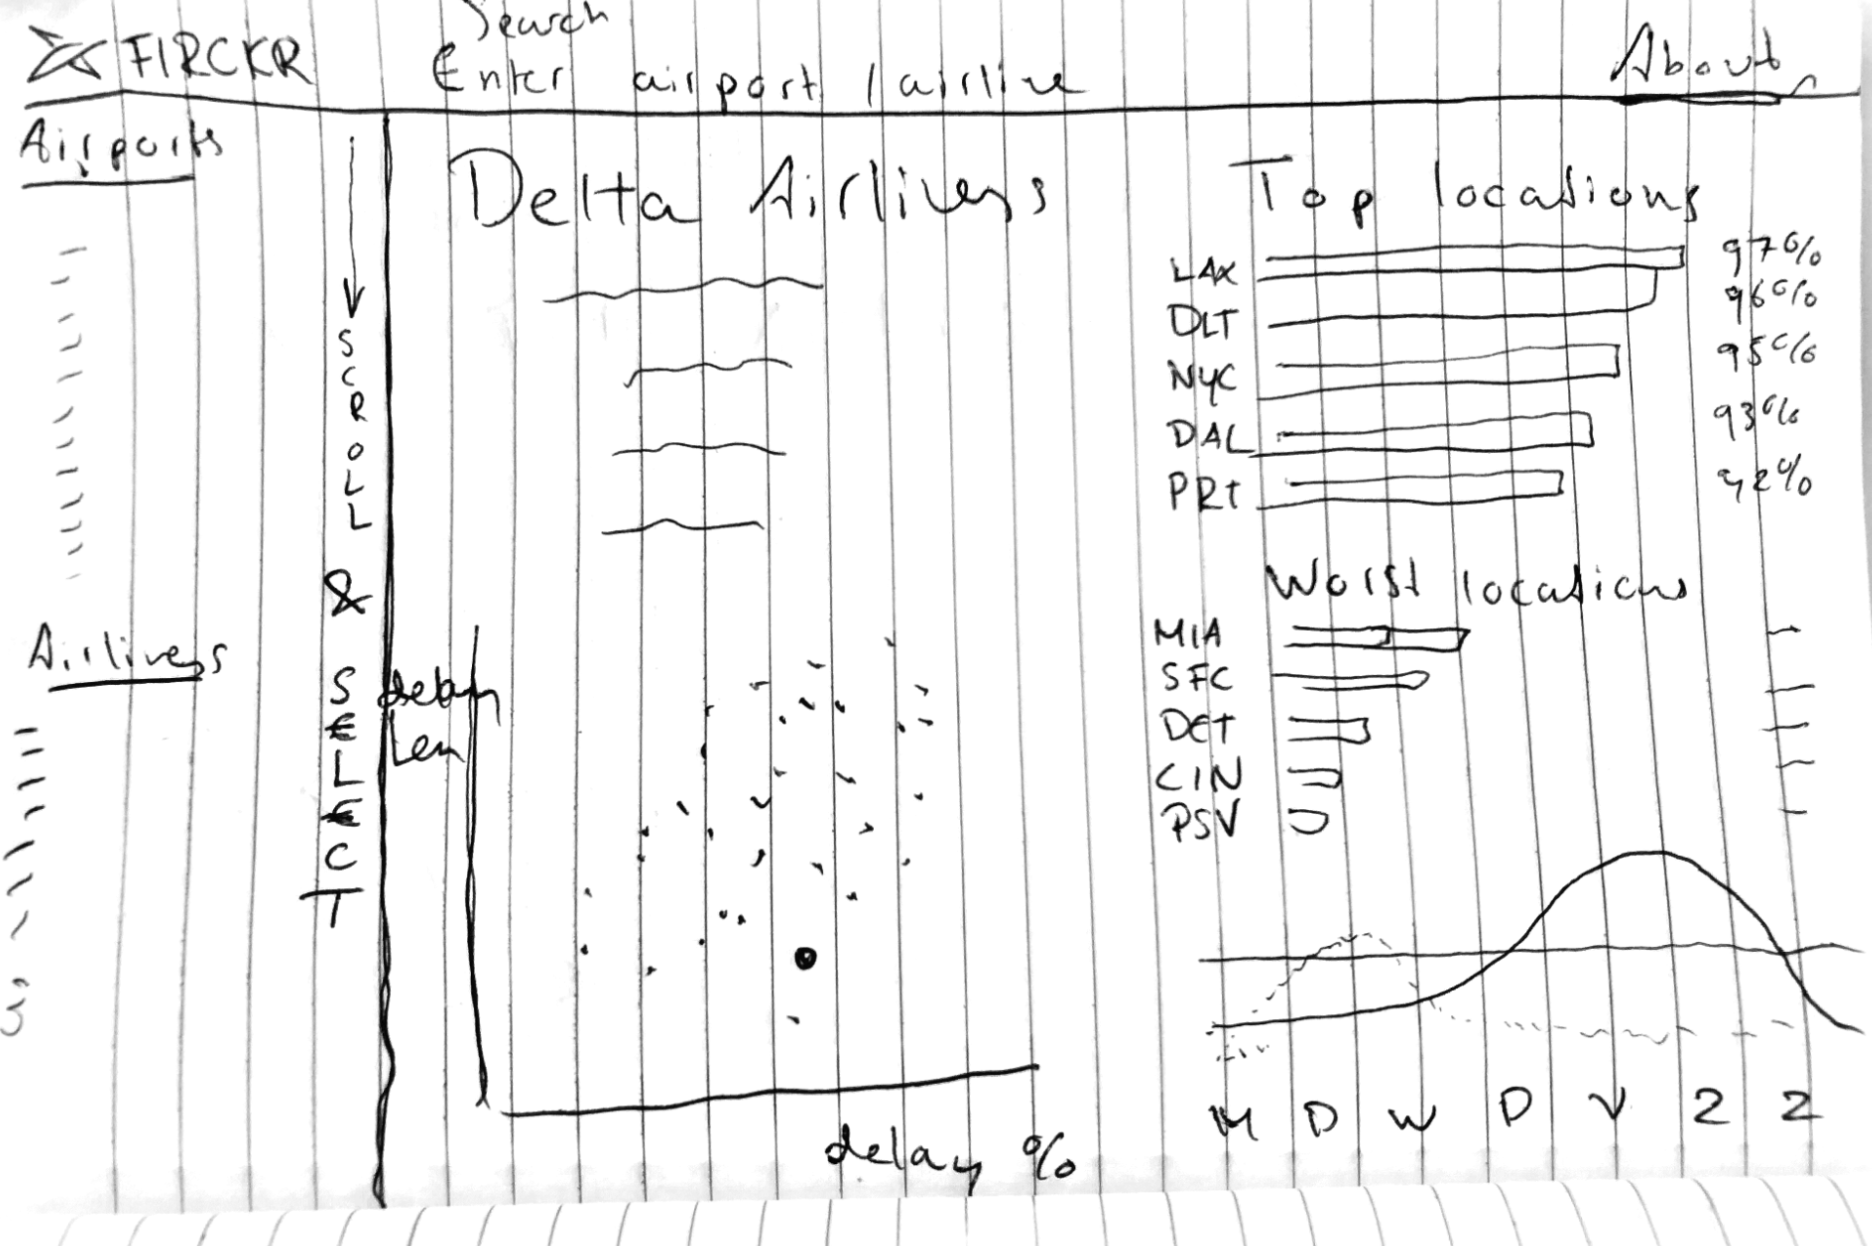 FIRCKR
Search
Enter airport / airline
About
Airports
SCROLL & SELECT
Airlines
Delta Airlines
delay
len
delay %
Top locations
LAX 97%
DLT 96%
NYC 95%
DAL 93%
PRT 92%
Worst locations
MIA
SFC
DET
CIN
PSV
M D W D V Z Z